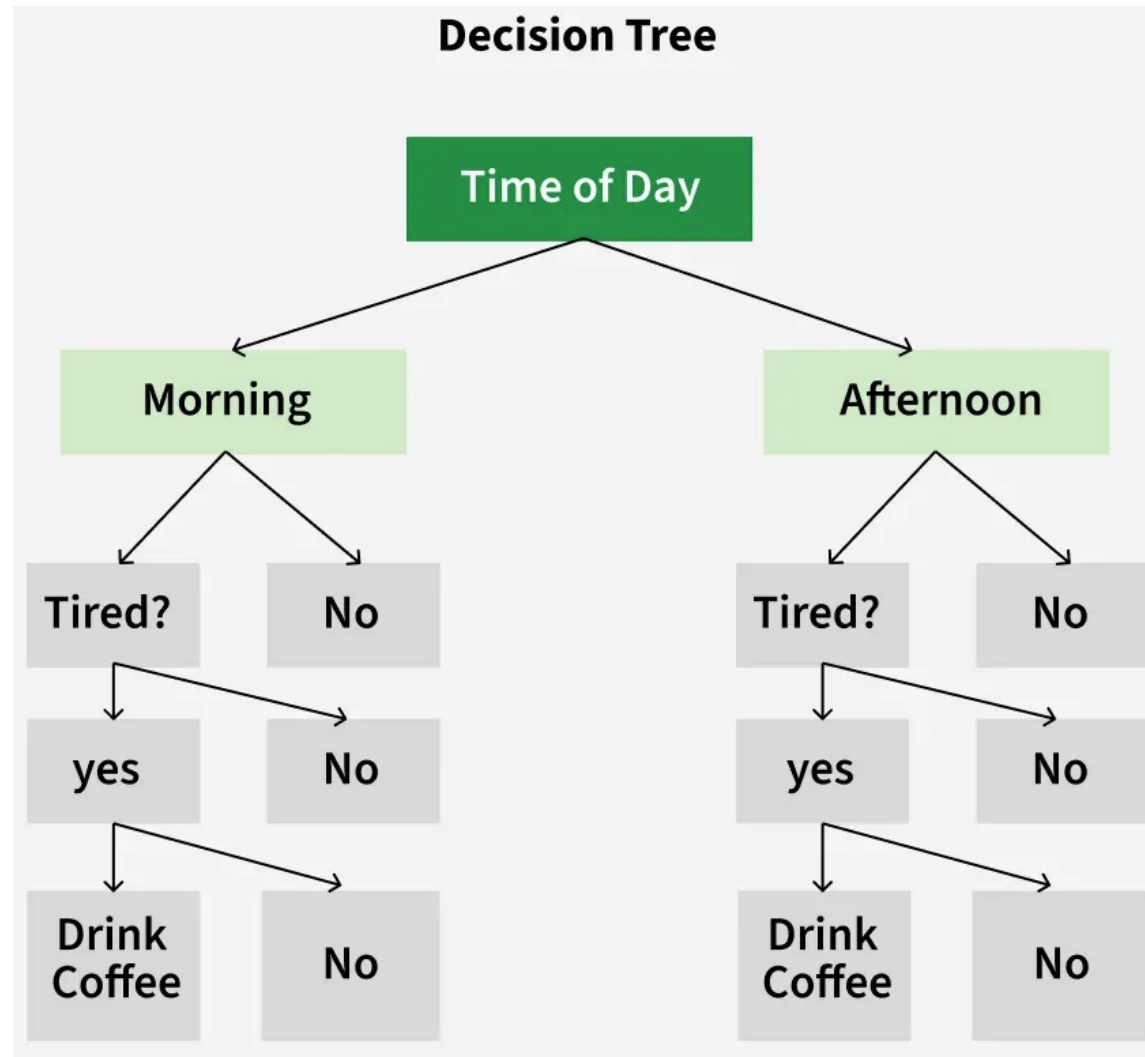 Decision Tree
Time of Day
Morning
Afternoon
Tired?
No
Tired?
No
yes
No
yes
No
Drink
Coffee
No
Drink
Coffee
No